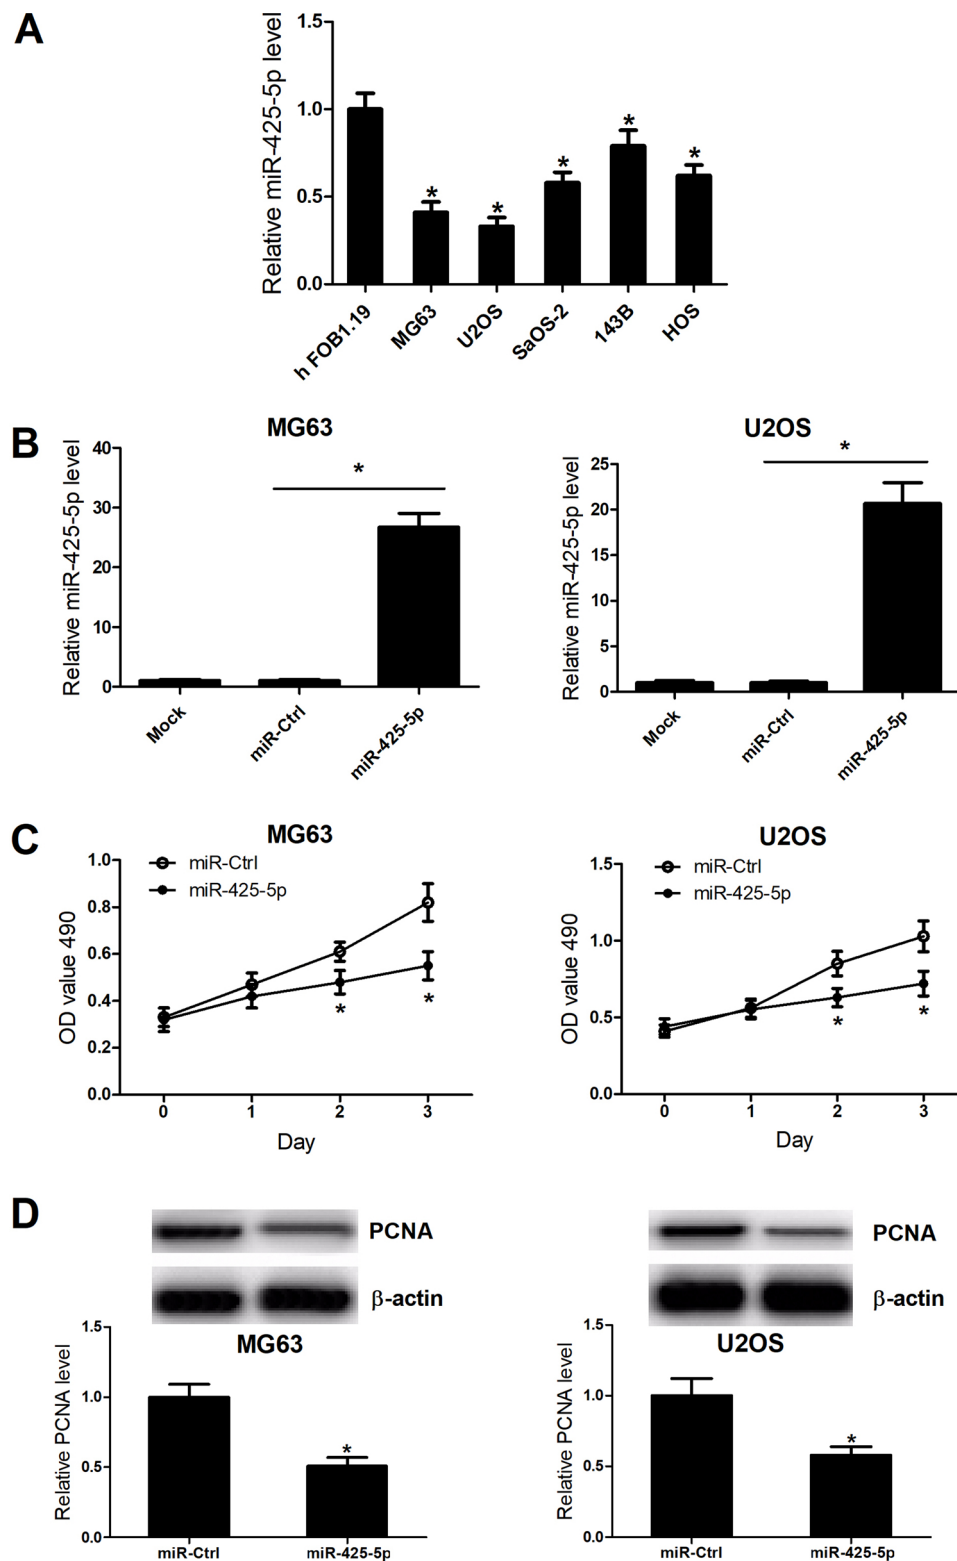 A
Relative miR-425-5p level
1.5
1.0
0.5
0.0
*
*
*
*
*
h FOB1.19
MG63
U2OS
SaOS-2
143B
HOS
B
MG63
Relative miR-425-5p level
40
30
20
10
0
*
Mock
miR-Ctrl
miR-425-5p
U2OS
Relative miR-425-5p level
25
20
15
10
5
0
*
Mock
miR-Ctrl
miR-425-5p
C
MG63
OD value 490
1.0
0.8
0.6
0.4
0.2
0.0
miR-Ctrl
miR-425-5p
*
*
0 1 2 3
Day
U2OS
OD value 490
1.5
1.0
0.5
0.0
miR-Ctrl
miR-425-5p
*
*
0 1 2 3
Day
D
PCNA
β-actin
MG63
Relative PCNA level
1.5
1.0
0.5
0.0
*
miR-Ctrl miR-425-5p
PCNA
β-actin
U2OS
Relative PCNA level
1.5
1.0
0.5
0.0
*
miR-Ctrl miR-425-5p